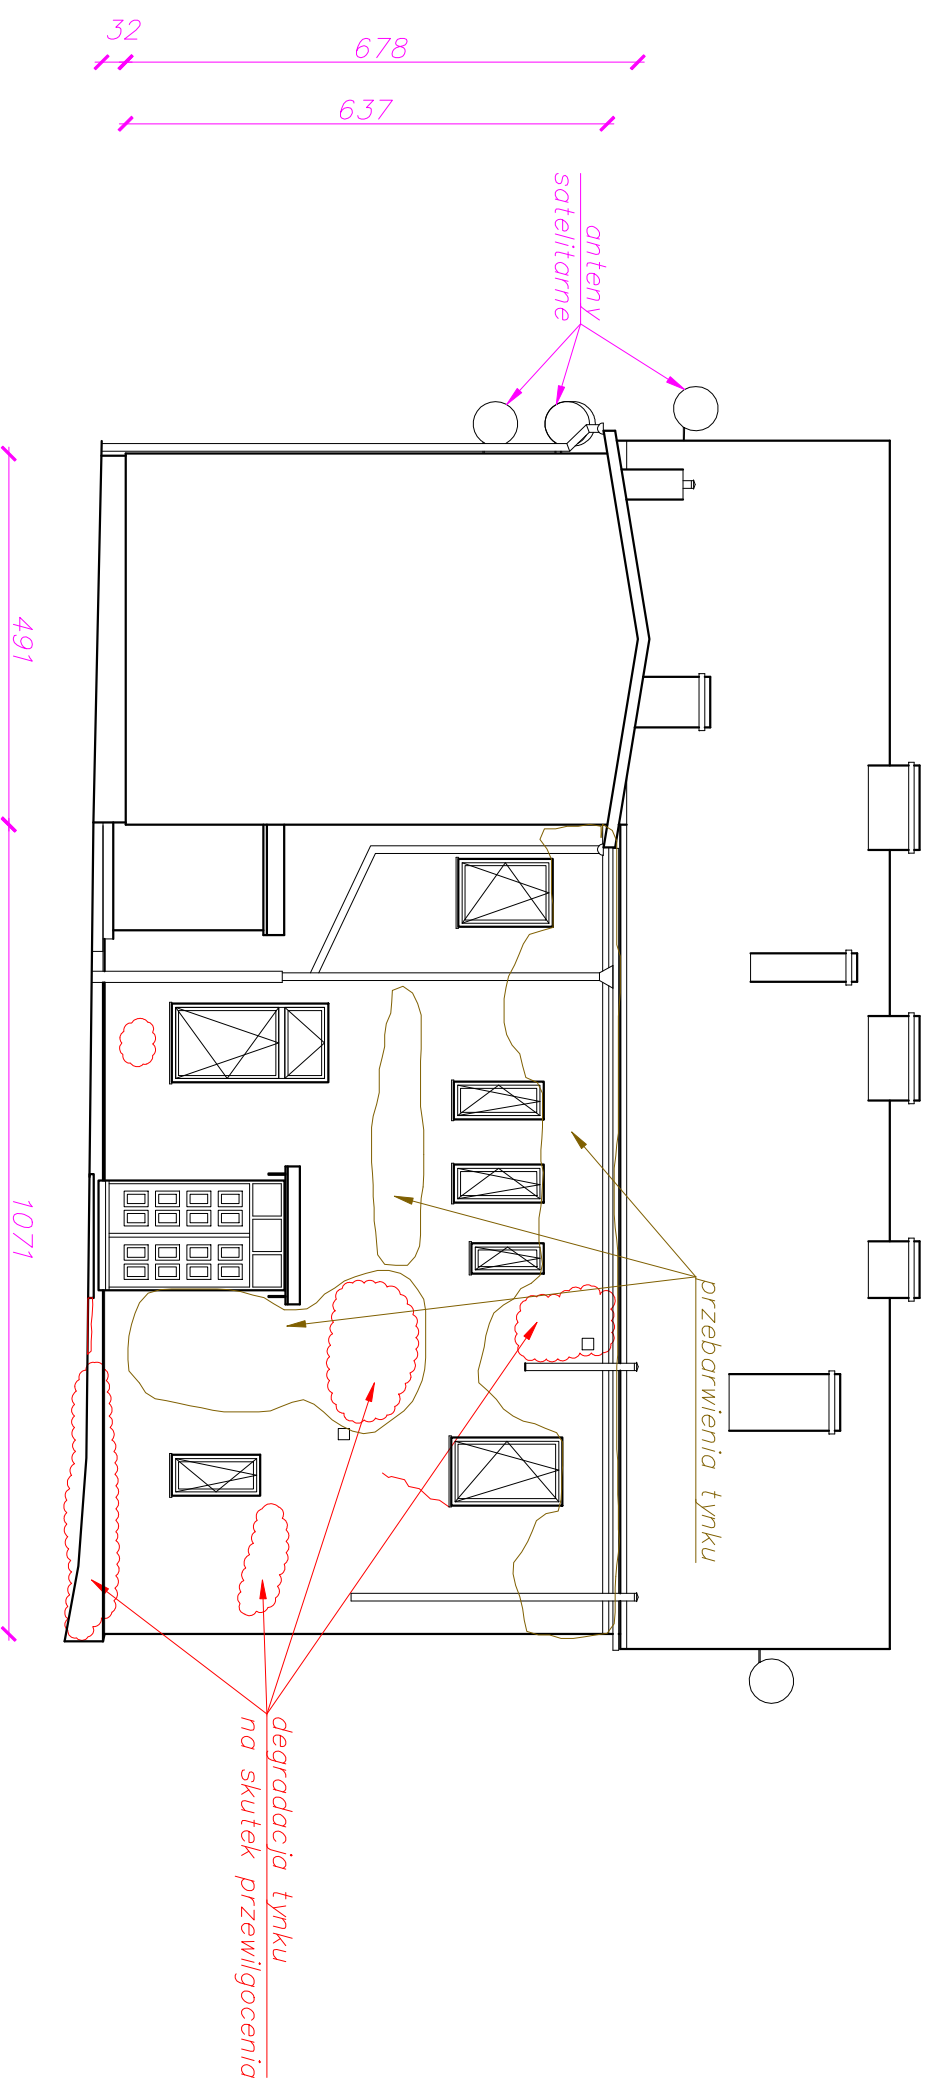 32
678
637
anteny
satelitarne
491
1071
przebarwienia tynku
degradacja tynku
na skutek przewilgocenia